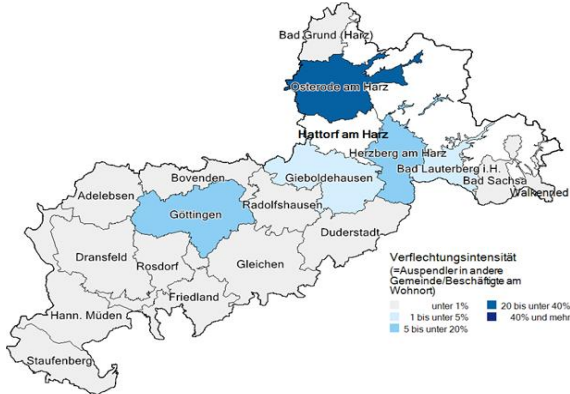 Bad Grund (Harz)
Osterode am Harz
Hattorf am Harz
Herzberg am Harz
Bad Lauterberg i.H.
Bad Sachsa
Walkenried
Gieboldehausen
Bovenden
Adelebsen
Göttingen
Radolfshausen
Duderstadt
Dransfeld
Rosdorf
Gleichen
Friedland
Hann. Müden
Staufenberg
Verflechtungsintensität
(=Auspendler in andere
Gemeinde/Beschäftigte am
Wohnort)
unter 1%
20 bis unter 40%
1 bis unter 5%
40% und mehr
5 bis unter 20%